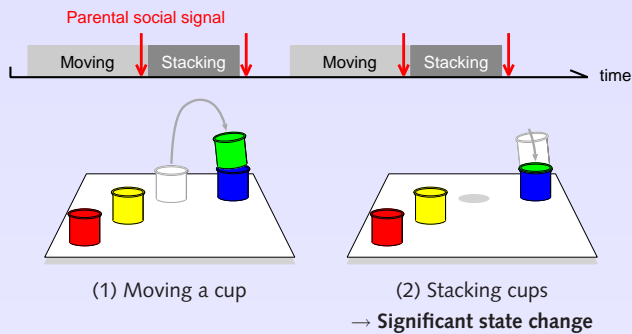 Parental social signal
Moving Stacking Moving Stacking
time
(1) Moving a cup (2) Stacking cups
→ Significant state change